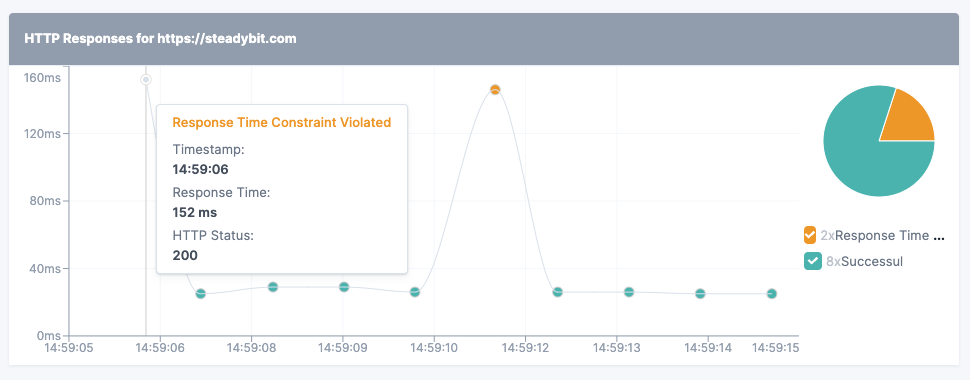 HTTP Responses for https://steadybit.com
160ms
120ms
80ms
40ms
0ms
Response Time Constraint Violated
Timestamp:
14:59:06
Response Time:
152 ms
HTTP Status:
200
14:59:05 14:59:06 14:59:08 14:59:09 14:59:10 14:59:12 14:59:13 14:59:14 14:59:15
2xResponse Time ...
8xSuccessul